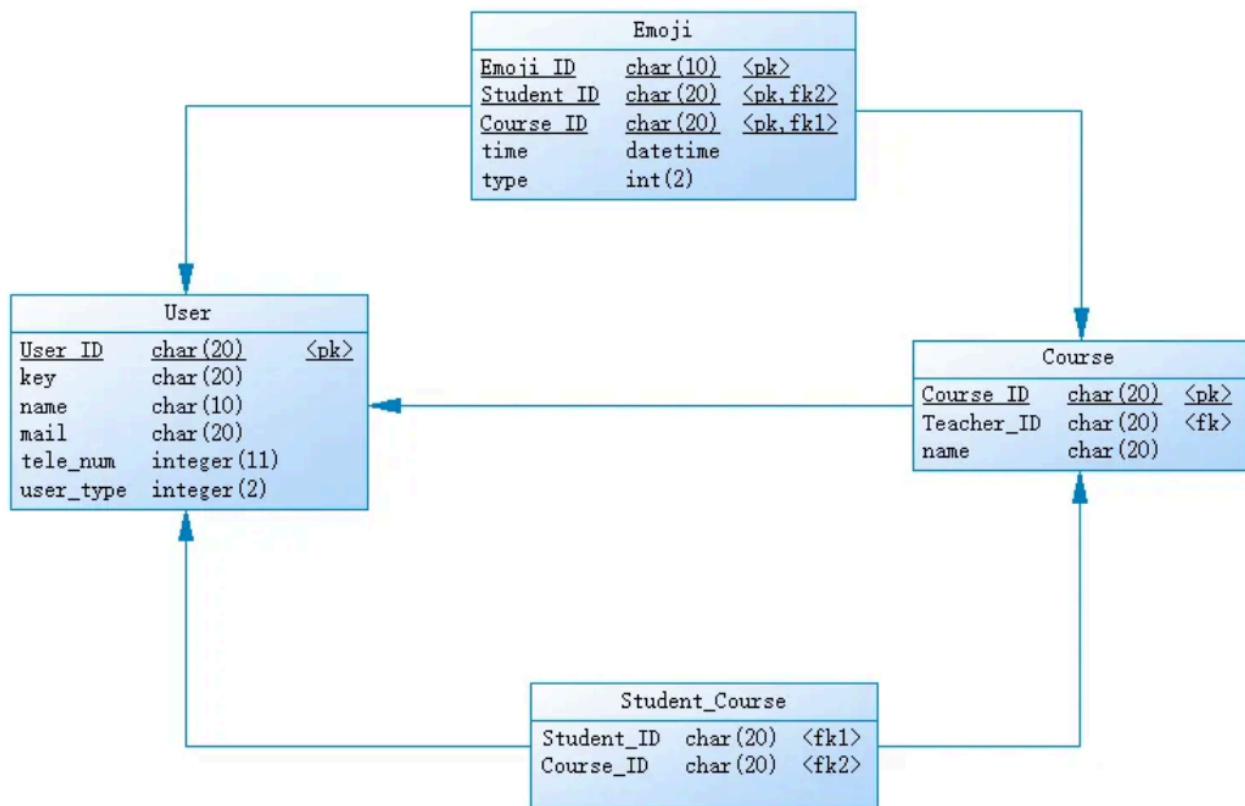 Emoji
Emoji_ID char(10) <pk>
Student_ID char(20) <pk,fk2>
Course_ID char(20) <pk,fk1>
time datetime
type int(2)
User
User_ID char(20) <pk>
key char(20)
name char(10)
mail char(20)
tele_num integer(11)
user_type integer(2)
Course
Course_ID char(20) <pk>
Teacher_ID char(20) <fk>
name char(20)
Student_Course
Student_ID char(20) <fk1>
Course_ID char(20) <fk2>